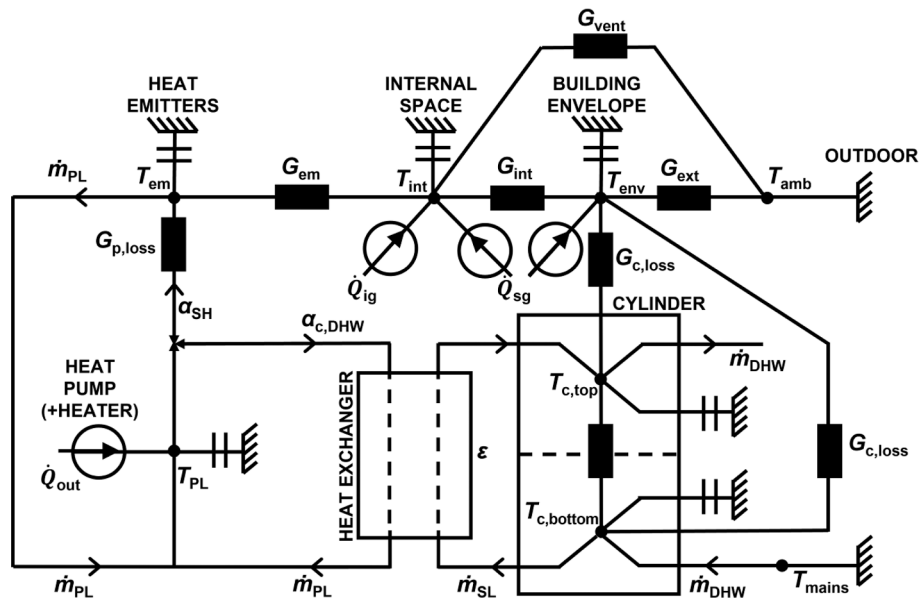 G_vent
HEAT
EMITTERS
INTERNAL
SPACE
BUILDING
ENVELOPE
OUTDOOR
ṁ_PL
T_em
G_em
T_int
G_int
T_env
G_ext
T_amb
G_p,loss
Q̇_ig
Q̇_sg
G_c,loss
α_SH
α_c,DHW
CYLINDER
HEAT
PUMP
(+HEATER)
Q̇_out
T_PL
HEAT EXCHANGER
ε
T_c,top
ṁ_DHW
G_c,loss
T_c,bottom
ṁ_PL
ṁ_PL
ṁ_SL
ṁ_DHW
T_mains